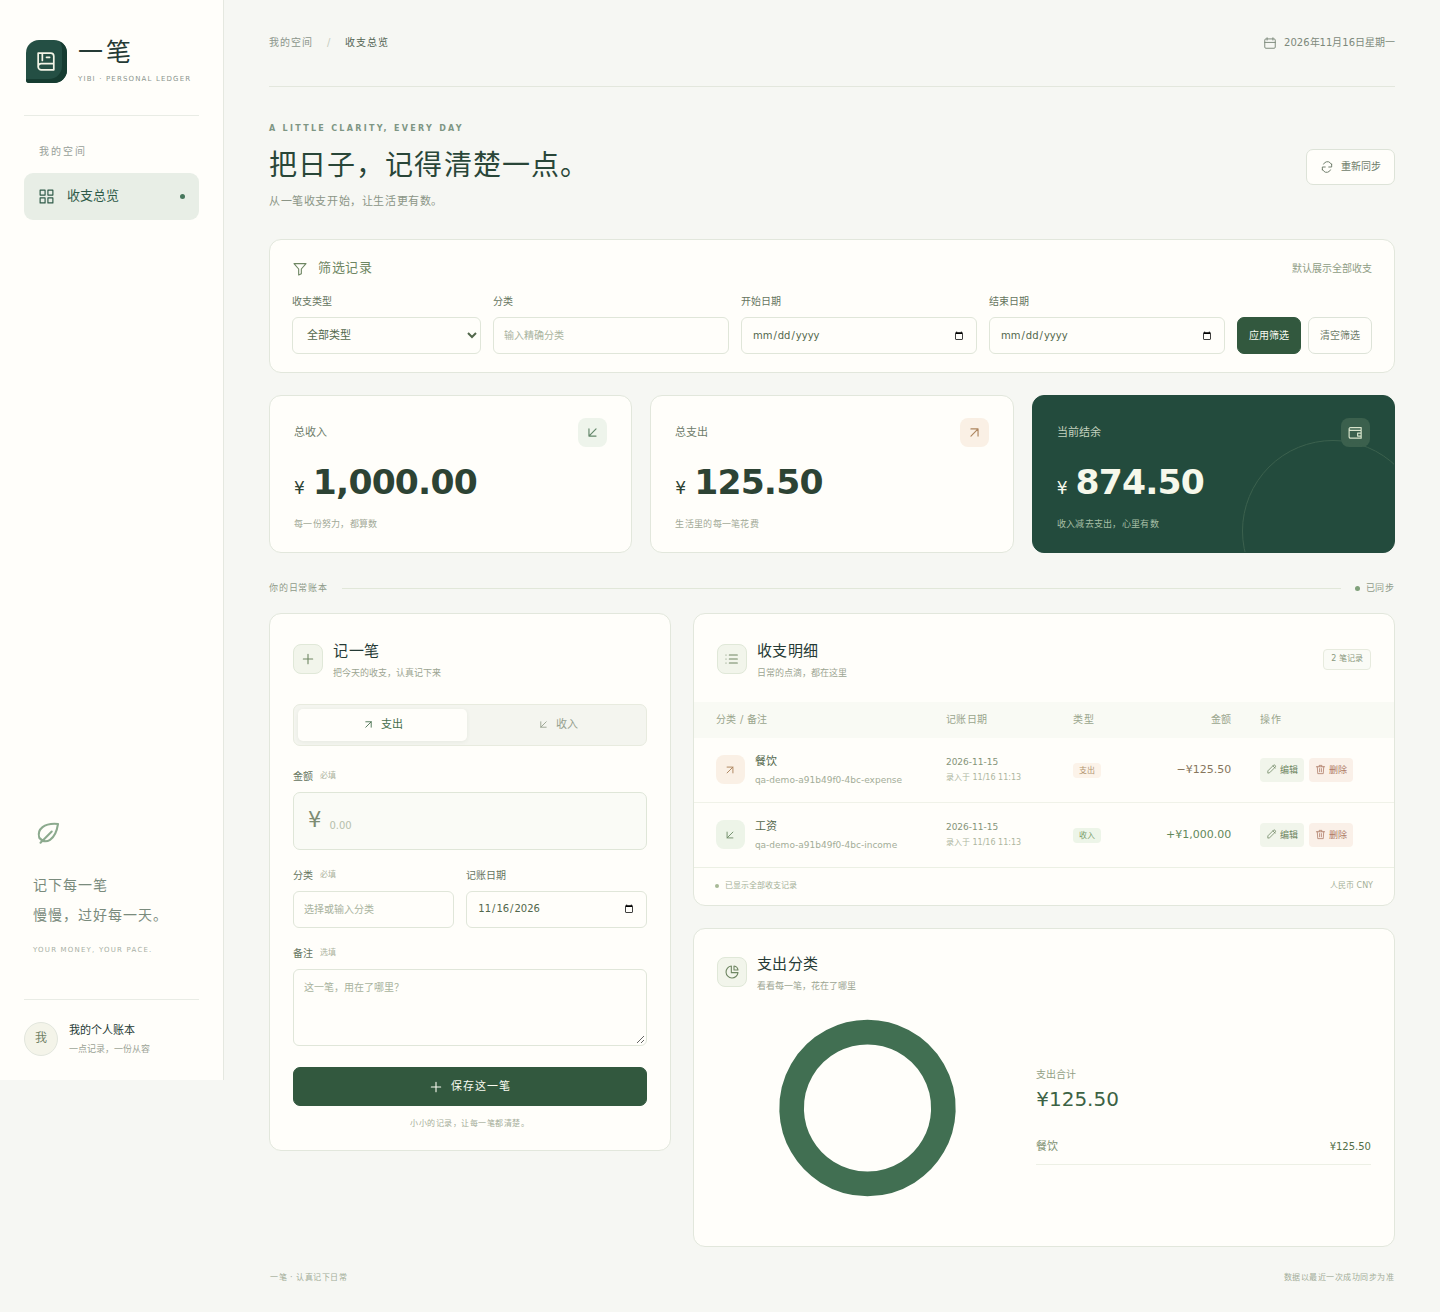 一笔
YIBI · PERSONAL LEDGER
我的空间
收支总览
记下每一笔
慢慢，过好每一天。
YOUR MONEY, YOUR PACE.
我
我的个人账本
一点记录，一份从容
我的空间 / 收支总览
2026年11月16日星期一
A LITTLE CLARITY, EVERY DAY
把日子，记得清楚一点。
从一笔收支开始，让生活更有数。
重新同步
筛选记录
默认展示全部收支
收支类型
分类
开始日期
结束日期
全部类型
输入精确分类
mm/dd/yyyy
mm/dd/yyyy
应用筛选
清空筛选
总收入
¥ 1,000.00
每一份努力，都算数
总支出
¥ 125.50
生活里的每一笔花费
当前结余
¥ 874.50
收入减去支出，心里有数
你的日常账本
已同步
记一笔
把今天的收支，认真记下来
支出
收入
金额 必填
¥ 0.00
分类 必填
记账日期
选择或输入分类
11/16/2026
备注 选填
这一笔，用在了哪里？
保存这一笔
小小的记录，让每一笔都清楚。
收支明细
日常的点滴，都在这里
2 笔记录
分类 / 备注 记账日期 类型 金额 操作
餐饮
qa-demo-a91b49f0-4bc-expense
2026-11-15
录入于 11/16 11:13
支出
−¥125.50
编辑
删除
工资
qa-demo-a91b49f0-4bc-income
2026-11-15
录入于 11/16 11:13
收入
+¥1,000.00
编辑
删除
已显示全部收支记录
人民币 CNY
支出分类
看看每一笔，花在了哪里
支出合计
¥125.50
餐饮 ¥125.50
一笔 · 认真记下日常
数据以最近一次成功同步为准